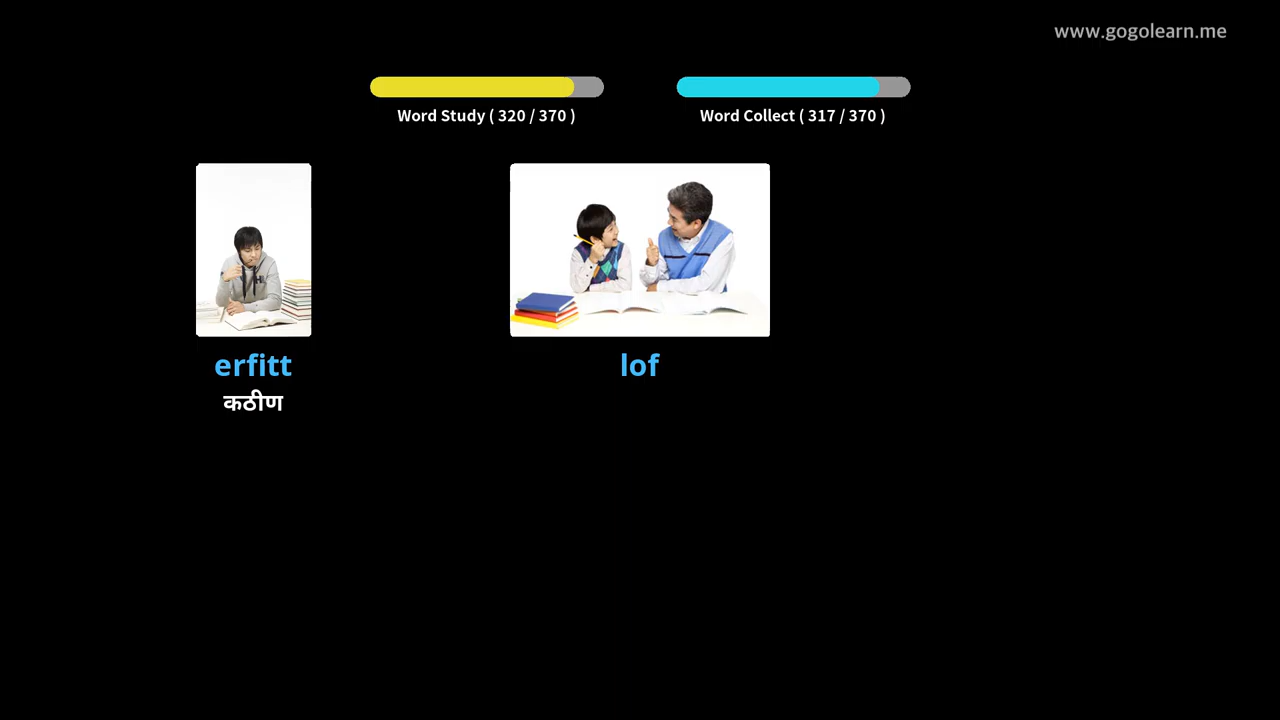 www.gogolearn.me
Word Study ( 320 / 370 )
Word Collect ( 317 / 370 )
erfitt
कठीण
lof